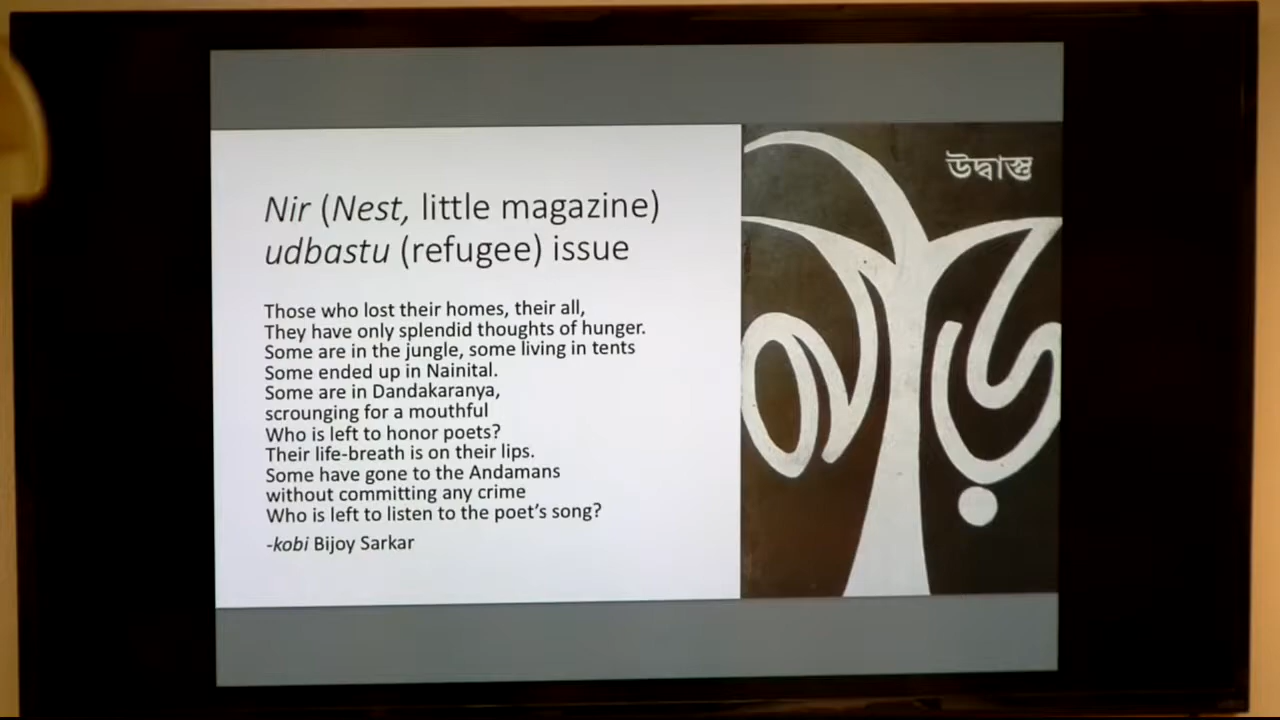 Nir (Nest, little magazine)
udbastu (refugee) issue
Those who lost their homes, their all,
They have only splendid thoughts of hunger.
Some are in the jungle, some living in tents
Some ended up in Nainital.
Some are in Dandakaranya,
scrounging for a mouthful
Who is left to honor poets?
Their life-breath is on their lips.
Some have gone to the Andamans
without committing any crime
Who is left to listen to the poet’s song?
-kobi Bijoy Sarkar
উদ্বাস্তু
নীড়